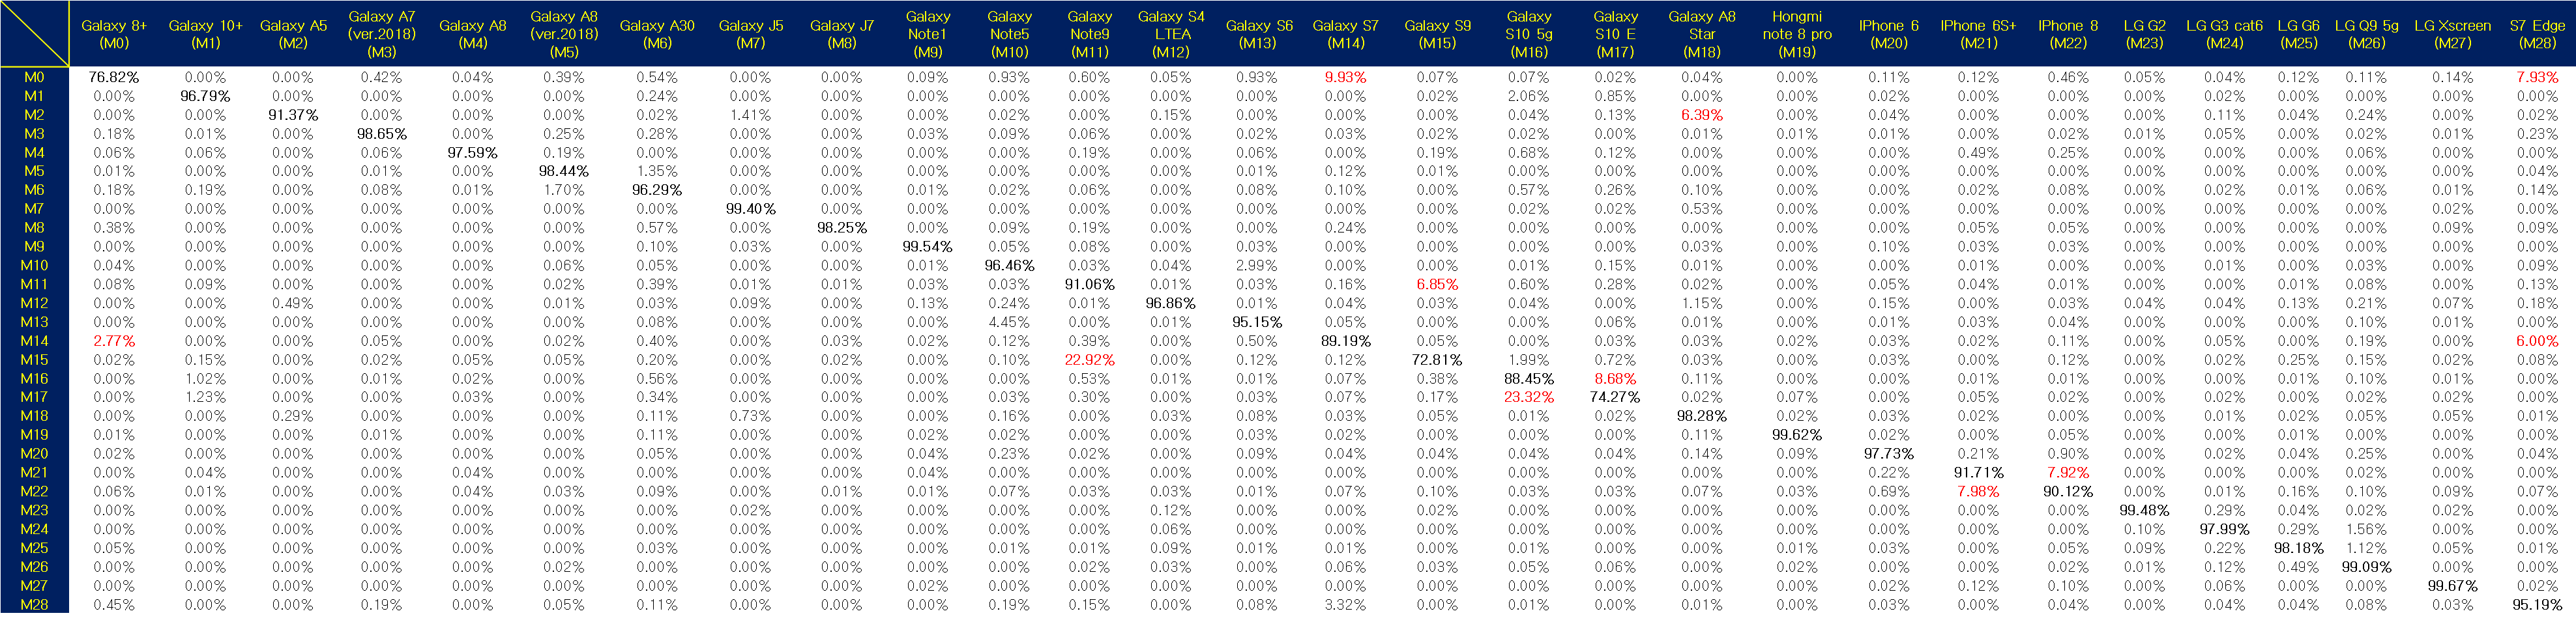 Galaxy 8+ (M0) Galaxy 10+ (M1) Galaxy A5 (M2) Galaxy A7 (ver.2018) (M3) Galaxy A8 (M4) Galaxy A8 (ver.2018) (M5) Galaxy A30 (M6) Galaxy J5 (M7) Galaxy J7 (M8) Galaxy Note1 (M9) Galaxy Note5 (M10) Galaxy Note9 (M11) Galaxy S4 LTEA (M12) Galaxy S6 (M13) Galaxy S7 (M14) Galaxy S9 (M15) Galaxy S10 5g (M16) Galaxy S10 E (M17) Galaxy A8 Star (M18) Hongmi note 8 pro (M19) IPhone 6 (M20) IPhone 6S+ (M21) IPhone 8 (M22) LG G2 (M23) LG G3 cat6 (M24) LG G6 (M25) LG Q9 5g (M26) LG Xscreen (M27) S7 Edge (M28)
M0 76.82% 0.00% 0.00% 0.42% 0.04% 0.39% 0.54% 0.00% 0.00% 0.09% 0.93% 0.60% 0.05% 0.93% 9.93% 0.07% 0.07% 0.02% 0.04% 0.00% 0.11% 0.12% 0.46% 0.05% 0.04% 0.12% 0.11% 0.14% 7.93%
M1 0.00% 96.79% 0.00% 0.00% 0.00% 0.00% 0.24% 0.00% 0.00% 0.00% 0.00% 0.00% 0.00% 0.00% 0.00% 0.02% 2.06% 0.85% 0.00% 0.00% 0.02% 0.00% 0.00% 0.00% 0.02% 0.00% 0.00% 0.00% 0.00%
M2 0.00% 0.00% 91.37% 0.00% 0.00% 0.00% 0.02% 1.41% 0.00% 0.00% 0.02% 0.00% 0.15% 0.00% 0.00% 0.00% 0.04% 0.13% 6.39% 0.00% 0.04% 0.00% 0.00% 0.00% 0.11% 0.04% 0.24% 0.00% 0.02%
M3 0.18% 0.01% 0.00% 98.65% 0.00% 0.25% 0.28% 0.00% 0.00% 0.03% 0.09% 0.06% 0.00% 0.02% 0.03% 0.02% 0.02% 0.00% 0.01% 0.01% 0.01% 0.00% 0.02% 0.01% 0.05% 0.00% 0.02% 0.01% 0.23%
M4 0.06% 0.06% 0.00% 0.06% 97.59% 0.19% 0.00% 0.00% 0.00% 0.00% 0.00% 0.19% 0.00% 0.06% 0.00% 0.19% 0.68% 0.12% 0.00% 0.00% 0.00% 0.49% 0.25% 0.00% 0.00% 0.00% 0.06% 0.00% 0.00%
M5 0.01% 0.00% 0.00% 0.01% 0.00% 98.44% 1.35% 0.00% 0.00% 0.00% 0.00% 0.00% 0.00% 0.01% 0.12% 0.01% 0.00% 0.00% 0.00% 0.00% 0.00% 0.00% 0.00% 0.00% 0.00% 0.00% 0.00% 0.00% 0.04%
M6 0.18% 0.19% 0.00% 0.08% 0.01% 1.70% 96.29% 0.00% 0.00% 0.01% 0.02% 0.06% 0.00% 0.08% 0.10% 0.00% 0.57% 0.26% 0.10% 0.00% 0.00% 0.02% 0.08% 0.00% 0.02% 0.01% 0.06% 0.01% 0.14%
M7 0.00% 0.00% 0.00% 0.00% 0.00% 0.00% 0.00% 99.40% 0.00% 0.00% 0.00% 0.00% 0.00% 0.00% 0.00% 0.00% 0.02% 0.02% 0.53% 0.00% 0.00% 0.00% 0.00% 0.00% 0.00% 0.00% 0.00% 0.02% 0.00%
M8 0.38% 0.00% 0.00% 0.00% 0.00% 0.00% 0.57% 0.00% 98.25% 0.00% 0.09% 0.19% 0.00% 0.00% 0.24% 0.00% 0.00% 0.00% 0.00% 0.00% 0.00% 0.05% 0.05% 0.00% 0.00% 0.00% 0.00% 0.09% 0.09%
M9 0.00% 0.00% 0.00% 0.00% 0.00% 0.00% 0.10% 0.03% 0.00% 99.54% 0.05% 0.08% 0.00% 0.03% 0.00% 0.00% 0.00% 0.00% 0.03% 0.00% 0.10% 0.03% 0.03% 0.00% 0.00% 0.00% 0.00% 0.00% 0.00%
M10 0.04% 0.00% 0.00% 0.00% 0.00% 0.06% 0.05% 0.00% 0.00% 0.01% 96.46% 0.03% 0.04% 2.99% 0.00% 0.00% 0.01% 0.15% 0.01% 0.00% 0.00% 0.01% 0.00% 0.00% 0.01% 0.00% 0.03% 0.00% 0.09%
M11 0.08% 0.09% 0.00% 0.00% 0.00% 0.02% 0.39% 0.01% 0.01% 0.03% 0.03% 91.06% 0.01% 0.03% 0.16% 6.85% 0.60% 0.28% 0.02% 0.00% 0.05% 0.04% 0.01% 0.00% 0.00% 0.01% 0.08% 0.00% 0.13%
M12 0.00% 0.00% 0.49% 0.00% 0.00% 0.01% 0.03% 0.09% 0.00% 0.13% 0.24% 0.01% 96.86% 0.01% 0.04% 0.03% 0.04% 0.00% 1.15% 0.00% 0.15% 0.00% 0.03% 0.04% 0.04% 0.13% 0.21% 0.07% 0.18%
M13 0.00% 0.00% 0.00% 0.00% 0.00% 0.00% 0.08% 0.00% 0.00% 0.00% 4.45% 0.00% 0.01% 95.15% 0.05% 0.00% 0.00% 0.06% 0.01% 0.00% 0.01% 0.03% 0.04% 0.00% 0.00% 0.00% 0.10% 0.01% 0.00%
M14 2.77% 0.00% 0.00% 0.05% 0.00% 0.02% 0.40% 0.00% 0.03% 0.02% 0.12% 0.39% 0.00% 0.50% 89.19% 0.05% 0.00% 0.03% 0.03% 0.02% 0.03% 0.02% 0.11% 0.00% 0.05% 0.00% 0.19% 0.00% 6.00%
M15 0.02% 0.15% 0.00% 0.02% 0.05% 0.05% 0.20% 0.00% 0.02% 0.00% 0.10% 22.92% 0.00% 0.12% 0.12% 72.81% 1.99% 0.72% 0.03% 0.00% 0.03% 0.00% 0.12% 0.00% 0.02% 0.25% 0.15% 0.02% 0.08%
M16 0.00% 1.02% 0.00% 0.01% 0.02% 0.00% 0.56% 0.00% 0.00% 0.00% 0.00% 0.53% 0.01% 0.01% 0.07% 0.38% 88.45% 8.68% 0.11% 0.00% 0.00% 0.01% 0.01% 0.00% 0.00% 0.01% 0.10% 0.01% 0.00%
M17 0.00% 1.23% 0.00% 0.00% 0.03% 0.00% 0.34% 0.00% 0.00% 0.00% 0.03% 0.30% 0.00% 0.03% 0.07% 0.17% 23.32% 74.27% 0.02% 0.07% 0.00% 0.05% 0.02% 0.00% 0.02% 0.00% 0.02% 0.02% 0.00%
M18 0.00% 0.00% 0.29% 0.00% 0.00% 0.00% 0.11% 0.73% 0.00% 0.00% 0.16% 0.00% 0.03% 0.08% 0.03% 0.05% 0.01% 0.02% 98.28% 0.02% 0.03% 0.02% 0.00% 0.00% 0.01% 0.02% 0.05% 0.05% 0.01%
M19 0.01% 0.00% 0.00% 0.01% 0.00% 0.00% 0.11% 0.00% 0.00% 0.02% 0.02% 0.00% 0.00% 0.03% 0.02% 0.00% 0.00% 0.00% 0.11% 99.62% 0.02% 0.00% 0.05% 0.00% 0.00% 0.01% 0.00% 0.00% 0.00%
M20 0.02% 0.00% 0.00% 0.00% 0.00% 0.00% 0.05% 0.00% 0.00% 0.04% 0.23% 0.02% 0.00% 0.09% 0.04% 0.04% 0.04% 0.04% 0.14% 0.09% 97.73% 0.21% 0.90% 0.00% 0.02% 0.04% 0.25% 0.00% 0.04%
M21 0.00% 0.04% 0.00% 0.00% 0.04% 0.00% 0.00% 0.00% 0.00% 0.04% 0.00% 0.00% 0.00% 0.00% 0.00% 0.00% 0.00% 0.00% 0.00% 0.00% 0.22% 91.71% 7.92% 0.00% 0.00% 0.00% 0.02% 0.00% 0.00%
M22 0.06% 0.01% 0.00% 0.00% 0.04% 0.03% 0.09% 0.00% 0.01% 0.01% 0.07% 0.03% 0.03% 0.01% 0.07% 0.10% 0.03% 0.03% 0.07% 0.03% 0.69% 7.98% 90.12% 0.00% 0.01% 0.16% 0.10% 0.09% 0.07%
M23 0.00% 0.00% 0.00% 0.00% 0.00% 0.00% 0.00% 0.02% 0.00% 0.00% 0.00% 0.00% 0.12% 0.00% 0.00% 0.02% 0.00% 0.00% 0.00% 0.00% 0.00% 0.00% 0.00% 99.48% 0.29% 0.04% 0.02% 0.02% 0.00%
M24 0.00% 0.00% 0.00% 0.00% 0.00% 0.00% 0.00% 0.00% 0.00% 0.00% 0.00% 0.00% 0.06% 0.00% 0.00% 0.00% 0.00% 0.00% 0.00% 0.00% 0.00% 0.00% 0.00% 0.10% 97.99% 0.29% 1.56% 0.00% 0.00%
M25 0.05% 0.00% 0.00% 0.00% 0.00% 0.00% 0.03% 0.00% 0.00% 0.00% 0.01% 0.01% 0.09% 0.01% 0.01% 0.00% 0.01% 0.00% 0.00% 0.01% 0.03% 0.00% 0.05% 0.09% 0.22% 98.18% 1.12% 0.05% 0.01%
M26 0.00% 0.00% 0.00% 0.00% 0.00% 0.02% 0.00% 0.00% 0.00% 0.00% 0.00% 0.02% 0.03% 0.00% 0.06% 0.03% 0.05% 0.06% 0.00% 0.02% 0.00% 0.00% 0.02% 0.01% 0.12% 0.49% 99.09% 0.00% 0.00%
M27 0.00% 0.00% 0.00% 0.00% 0.00% 0.00% 0.00% 0.00% 0.00% 0.02% 0.00% 0.00% 0.00% 0.00% 0.00% 0.00% 0.00% 0.00% 0.00% 0.00% 0.02% 0.12% 0.10% 0.00% 0.06% 0.00% 0.00% 99.67% 0.02%
M28 0.45% 0.00% 0.00% 0.19% 0.00% 0.05% 0.11% 0.00% 0.00% 0.00% 0.19% 0.15% 0.00% 0.08% 3.32% 0.00% 0.01% 0.00% 0.01% 0.00% 0.03% 0.00% 0.04% 0.00% 0.04% 0.04% 0.08% 0.03% 95.19%